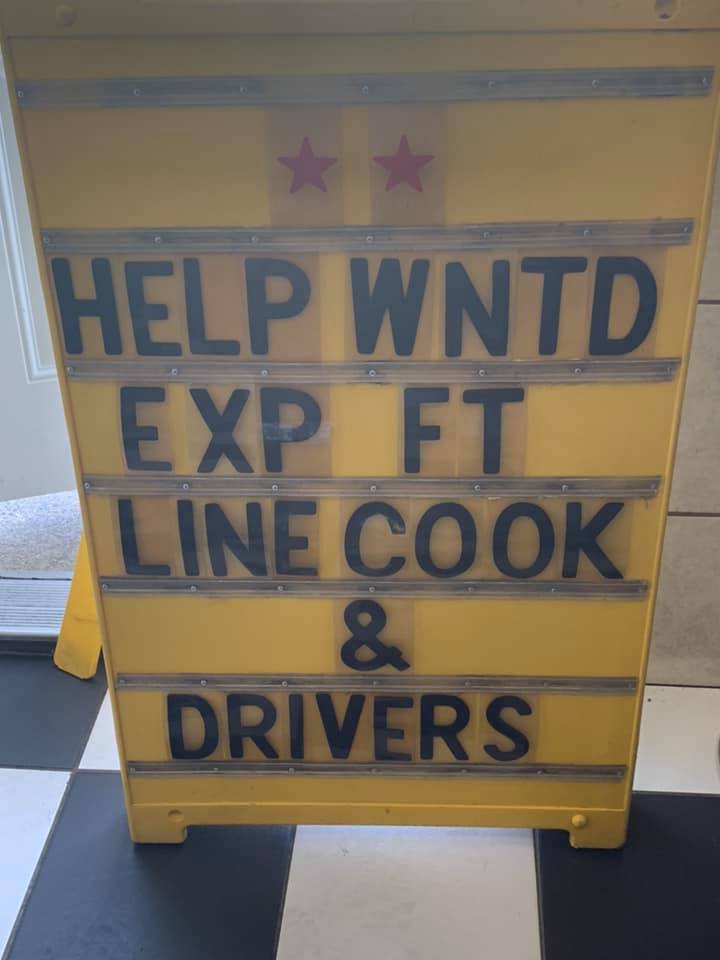 HELP WNTD
EXP FT
LINE COOK
&
DRIVERS